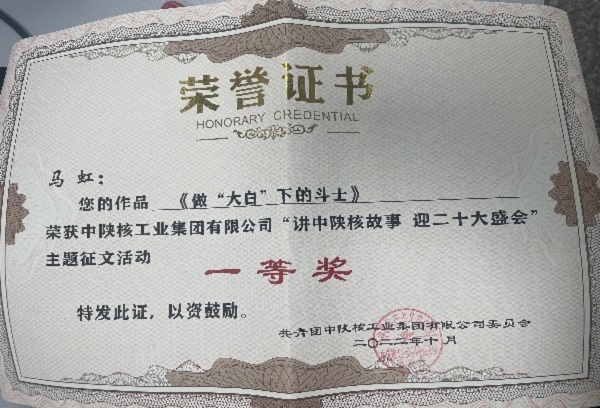 荣誉证书
HONORARY CREDENTIAL
马虹：
您的作品 《做“大白”下的斗士》
荣获中陕核工业集团有限公司“讲中陕核故事 迎二十大盛会”
主题征文活动
一等奖
特发此证，以资鼓励。
共青团中陕核工业集团有限公司委员会
二〇二二年十月